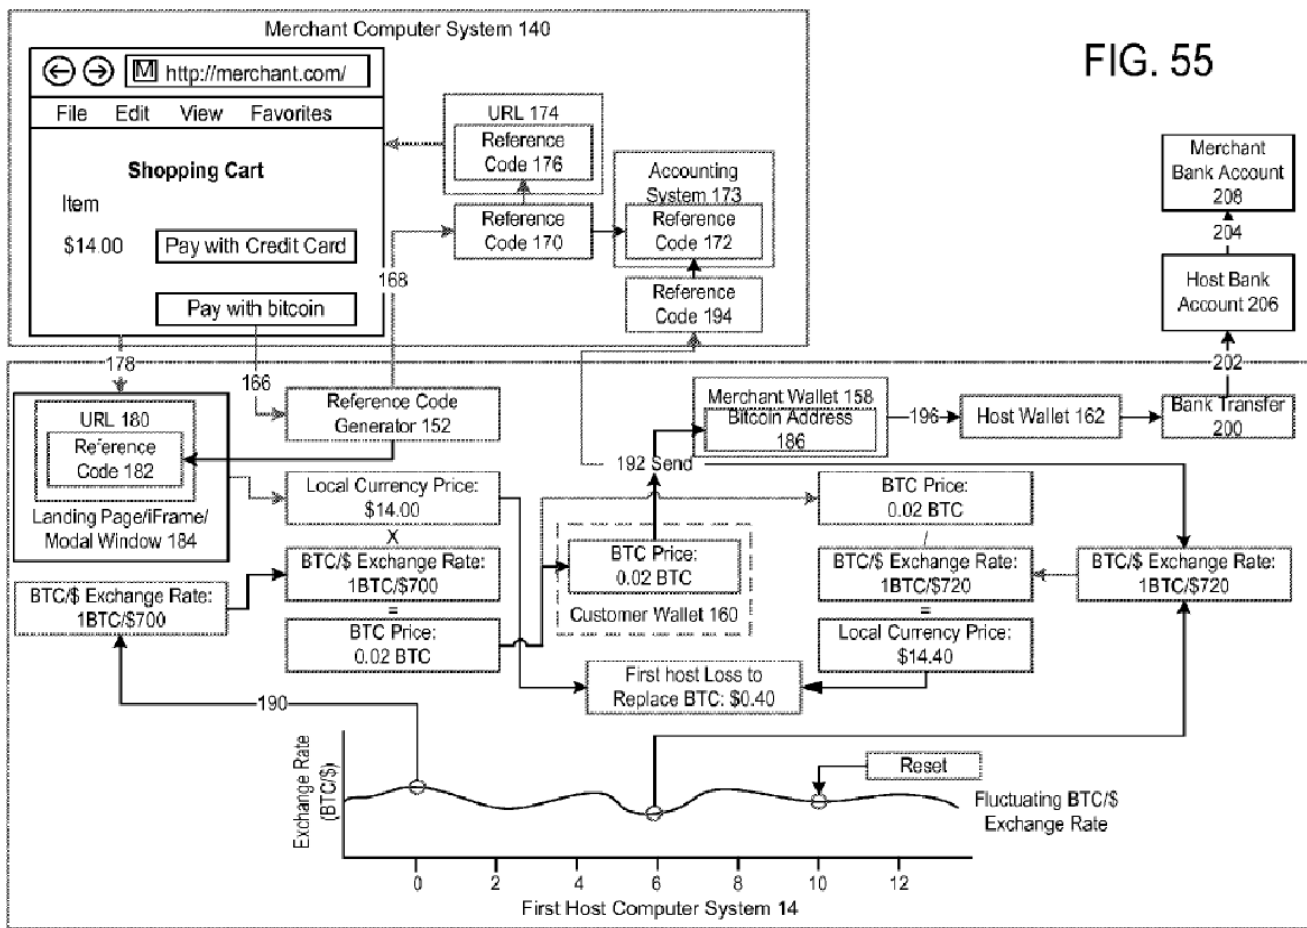 Merchant Computer System 140
FIG. 55
M http://merchant.com/
File Edit View Favorites
Shopping Cart
Item
$14.00
Pay with Credit Card
Pay with bitcoin
URL 174
Reference
Code 176
Reference
Code 170
Accounting
System 173
Reference
Code 172
Reference
Code 194
168
Merchant
Bank Account
208
204
Host Bank
Account 206
202
178
166
URL 180
Reference
Code 182
Landing Page/iFrame/
Modal Window 184
Reference Code
Generator 152
Merchant Wallet 158
Bitcoin Address
186
196
Host Wallet 162
Bank Transfer
200
192 Send
Local Currency Price:
$14.00
X
BTC/$ Exchange Rate:
1BTC/$700
=
BTC Price:
0.02 BTC
BTC/$ Exchange Rate:
1BTC/$700
BTC Price:
0.02 BTC
Customer Wallet 160
BTC Price:
0.02 BTC
/
BTC/$ Exchange Rate:
1BTC/$720
=
Local Currency Price:
$14.40
BTC/$ Exchange Rate:
1BTC/$720
First host Loss to
Replace BTC: $0.40
190
Reset
Exchange Rate
(BTC/$)
Fluctuating BTC/$
Exchange Rate
0 2 4 6 8 10 12
First Host Computer System 14